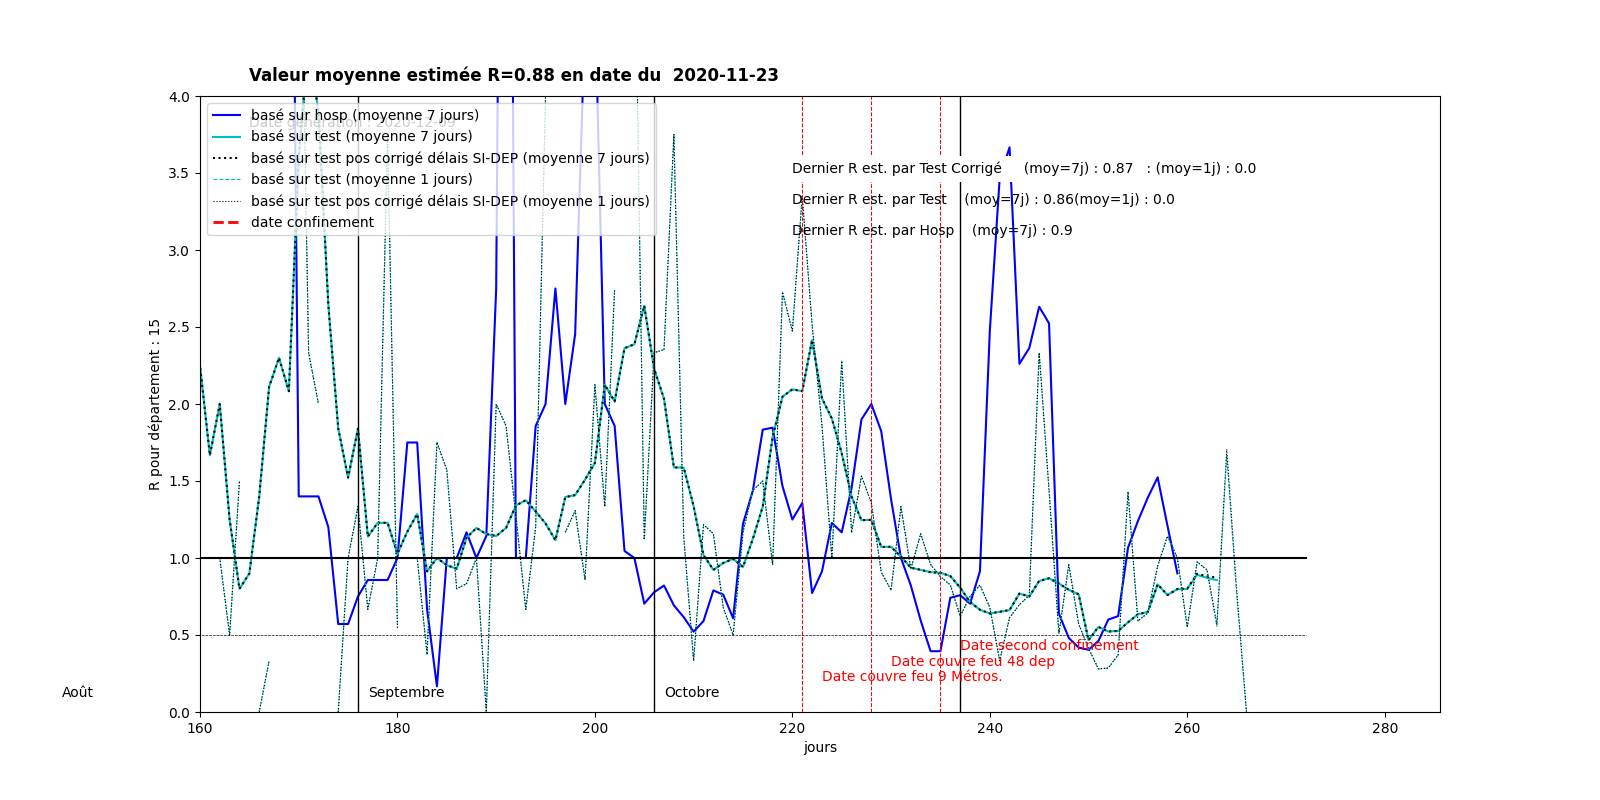 Valeur moyenne estimée R=0.88 en date du  2020-11-23
Date génération : 2020-12-09
basé sur hosp (moyenne 7 jours)
basé sur test (moyenne 7 jours)
basé sur test pos corrigé délais SI-DEP (moyenne 7 jours)
basé sur test (moyenne 1 jours)
basé sur test pos corrigé délais SI-DEP (moyenne 1 jours)
date confinement
Dernier R est. par Test Corrigé    (moy=7j) : 0.87   : (moy=1j) : 0.0
Dernier R est. par Test    (moy=7j) : 0.86(moy=1j) : 0.0
Dernier R est. par Hosp    (moy=7j) : 0.9
4.0
3.5
3.0
2.5
2.0
1.5
1.0
0.5
0.0
R pour département : 15
Date second confinement
Date couvre feu 48 dep
Date couvre feu 9 Métros.
Août
Septembre
Octobre
160
180
200
220
240
260
280
jours